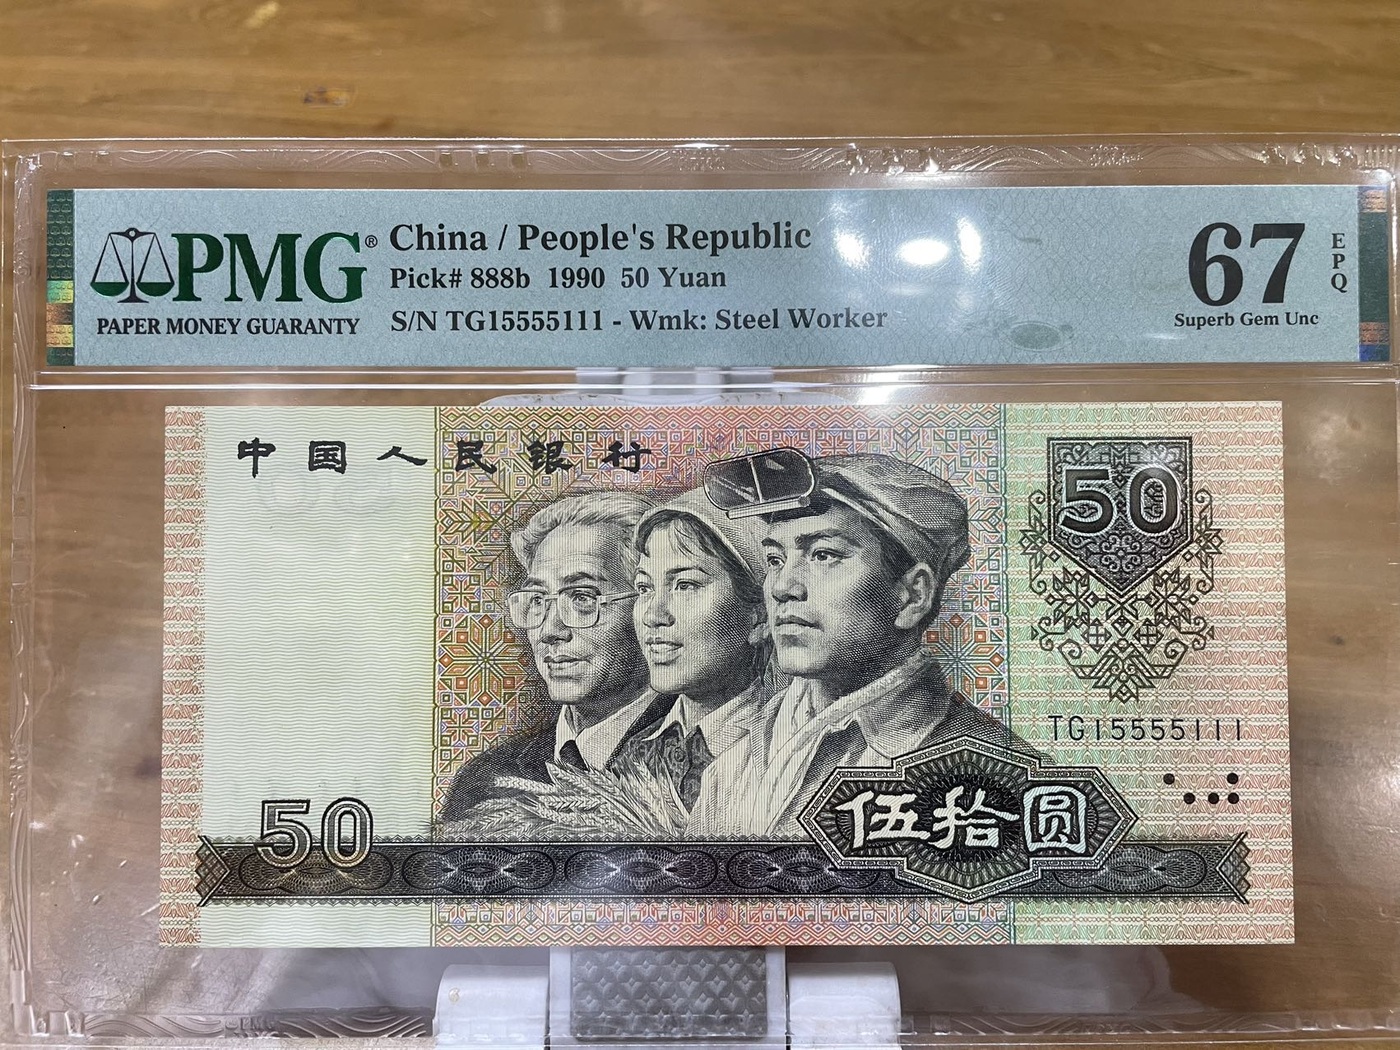 PMG® China / People's Republic
Pick# 888b 1990 50 Yuan
PAPER MONEY GUARANTY
S/N TG15555111 - Wmk: Steel Worker
67 EPQ
Superb Gem Unc
中国人民银行
50
TG15555111
50
伍拾圆